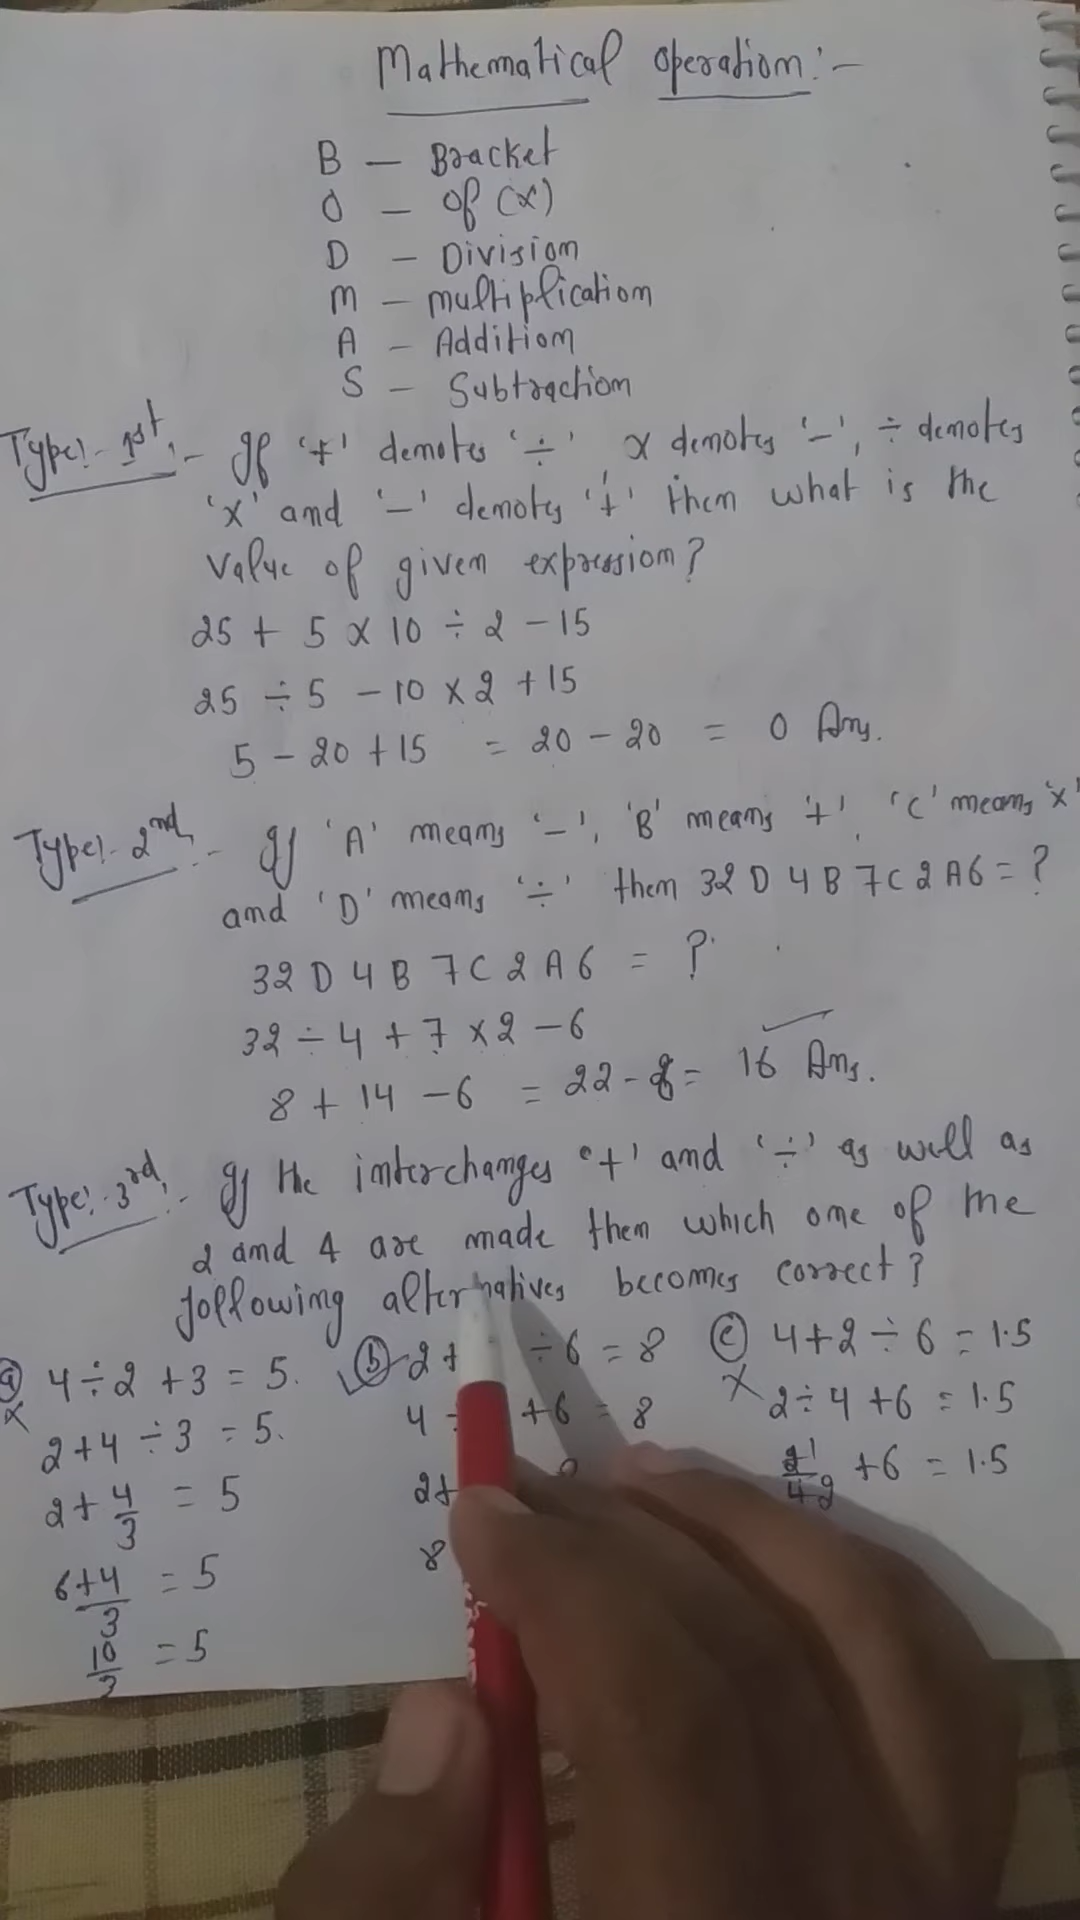 Mathematical operation:-
B - Bracket
O - of (x)
D - Division
M - multiplication
A - Addition
S - Subtraction
Type:- 1st:- If '+' denotes '÷' x denotes '-', ÷ denotes
'x' and '-' denotes '+' then what is the
value of given expression?
25 + 5 x 10 ÷ 2 - 15
25 ÷ 5 - 10 x 2 + 15
5 - 20 + 15 = 20 - 20 = 0 Ans.
Type:- 2nd:- If 'A' means '-', 'B' means '+', 'C' means 'x'
and 'D' means '÷' then 32 D 4 B 7 C 2 A 6 = ?
32 D 4 B 7 C 2 A 6 = ?
32 ÷ 4 + 7 x 2 - 6
8 + 14 - 6 = 22 - 6 = 16 Ans.
Type:- 3rd:- If the interchanges '+' and '÷' as well as
2 and 4 are made then which one of the
following alternatives becomes correct?
(a) 4 ÷ 2 + 3 = 5.
x
2 + 4 ÷ 3 = 5.
2 + 4/3 = 5
6+4/3 = 5
10/3 = 5
(b) 2 + ÷ 6 = 8
4 ÷ + 6 = 8
2 +
8
(c) 4 + 2 ÷ 6 = 1.5
x 2 ÷ 4 + 6 = 1.5
2 1/4 2 + 6 = 1.5